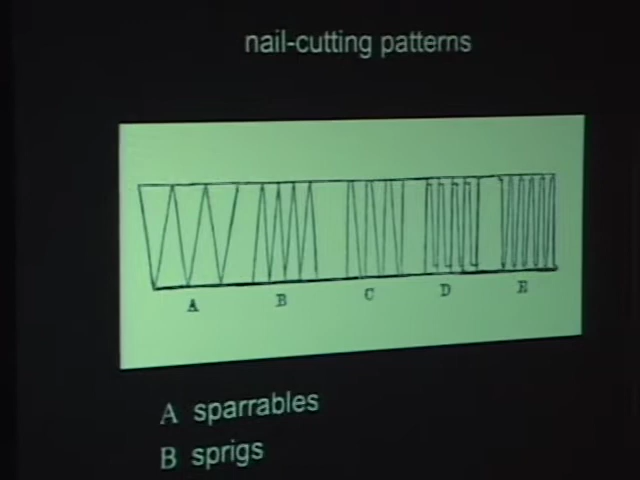 nail-cutting patterns
A B C D E
A sparrables
B sprigs